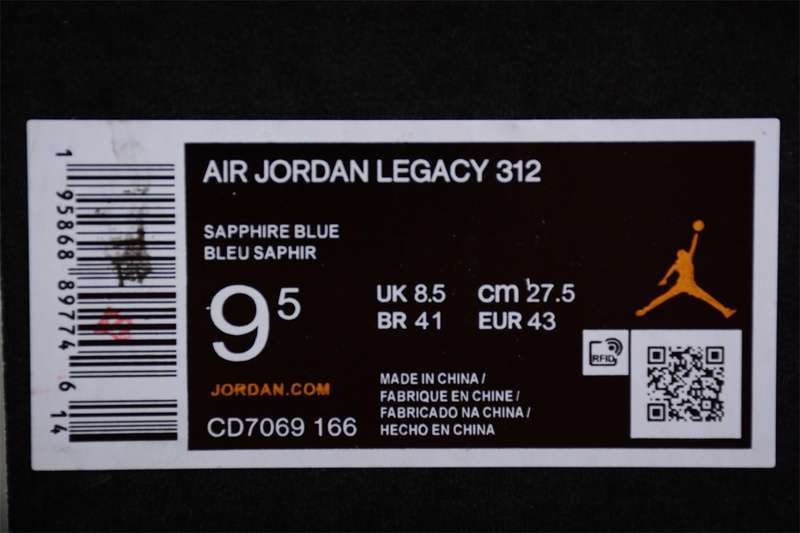 1 95868 89774 6 14
AIR JORDAN LEGACY 312
SAPPHIRE BLUE
BLEU SAPHIR
9 5
UK 8.5 cm 27.5
BR 41 EUR 43
RFID
JORDAN.COM
CD7069 166
MADE IN CHINA /
FABRIQUE EN CHINE /
FABRICADO NA CHINA /
HECHO EN CHINA